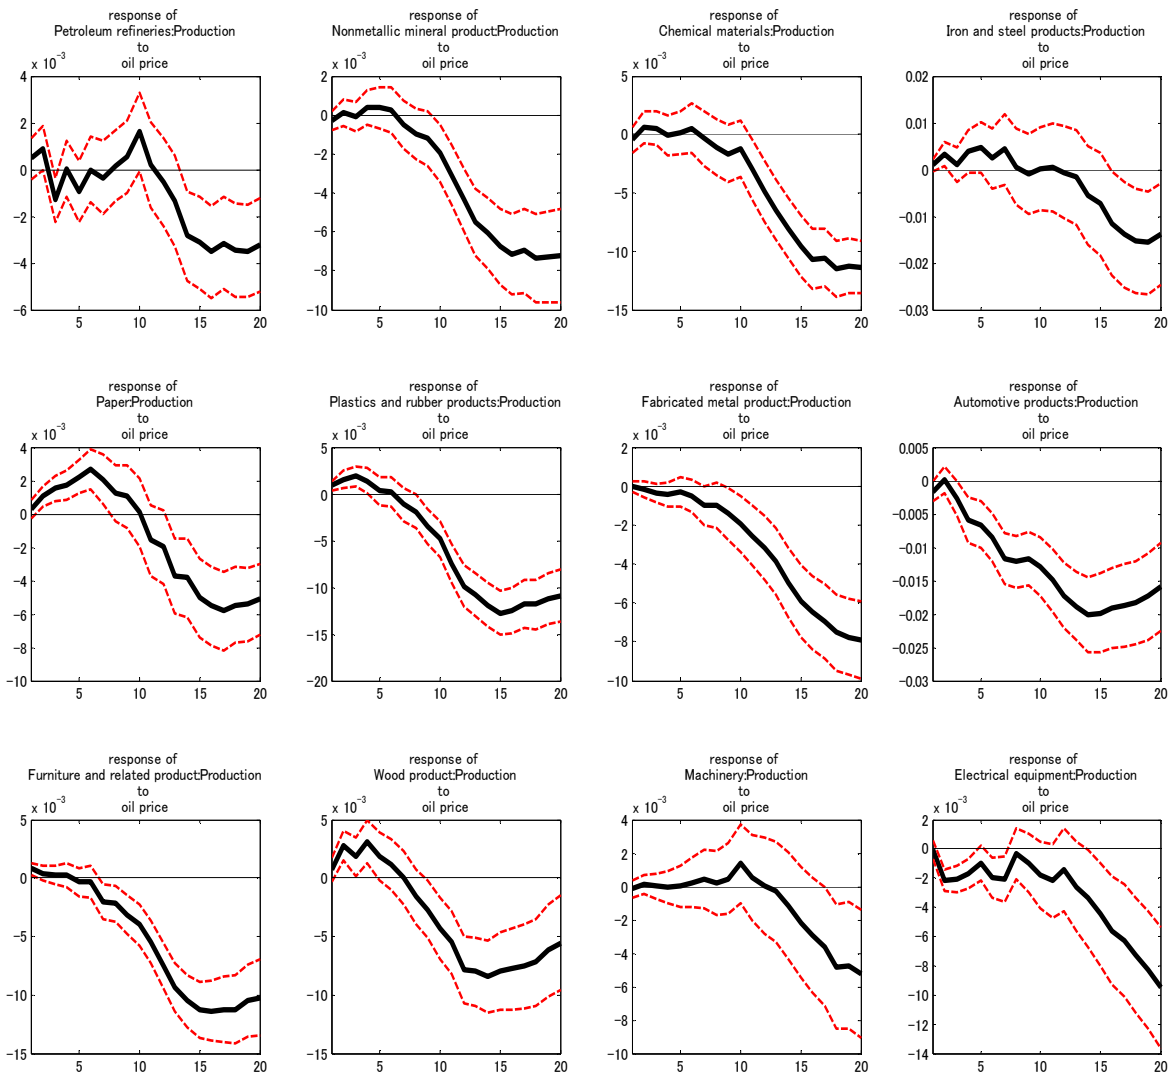 response of
Petroleum refineries:Production
to
oil price
x 10^-3
4
2
0
-2
-4
-6
5 10 15 20
response of
Nonmetallic mineral product:Production
to
oil price
x 10^-3
2
0
-2
-4
-6
-8
-10
5 10 15 20
response of
Chemical materials:Production
to
oil price
x 10^-3
5
0
-5
-10
-15
5 10 15 20
response of
Iron and steel products:Production
to
oil price
0.02
0.01
0
-0.01
-0.02
-0.03
5 10 15 20
response of
Paper:Production
to
oil price
x 10^-3
4
2
0
-2
-4
-6
-8
-10
5 10 15 20
response of
Plastics and rubber products:Production
to
oil price
x 10^-3
5
0
-5
-10
-15
-20
5 10 15 20
response of
Fabricated metal product:Production
to
oil price
x 10^-3
2
0
-2
-4
-6
-8
-10
5 10 15 20
response of
Automotive products:Production
to
oil price
0.005
0
-0.005
-0.01
-0.015
-0.02
-0.025
-0.03
5 10 15 20
response of
Furniture and related product:Production
to
oil price
x 10^-3
5
0
-5
-10
-15
5 10 15 20
response of
Wood product:Production
to
oil price
x 10^-3
5
0
-5
-10
-15
5 10 15 20
response of
Machinery:Production
to
oil price
x 10^-3
4
2
0
-2
-4
-6
-8
-10
5 10 15 20
response of
Electrical equipment:Production
to
oil price
x 10^-3
2
0
-2
-4
-6
-8
-10
-12
-14
5 10 15 20